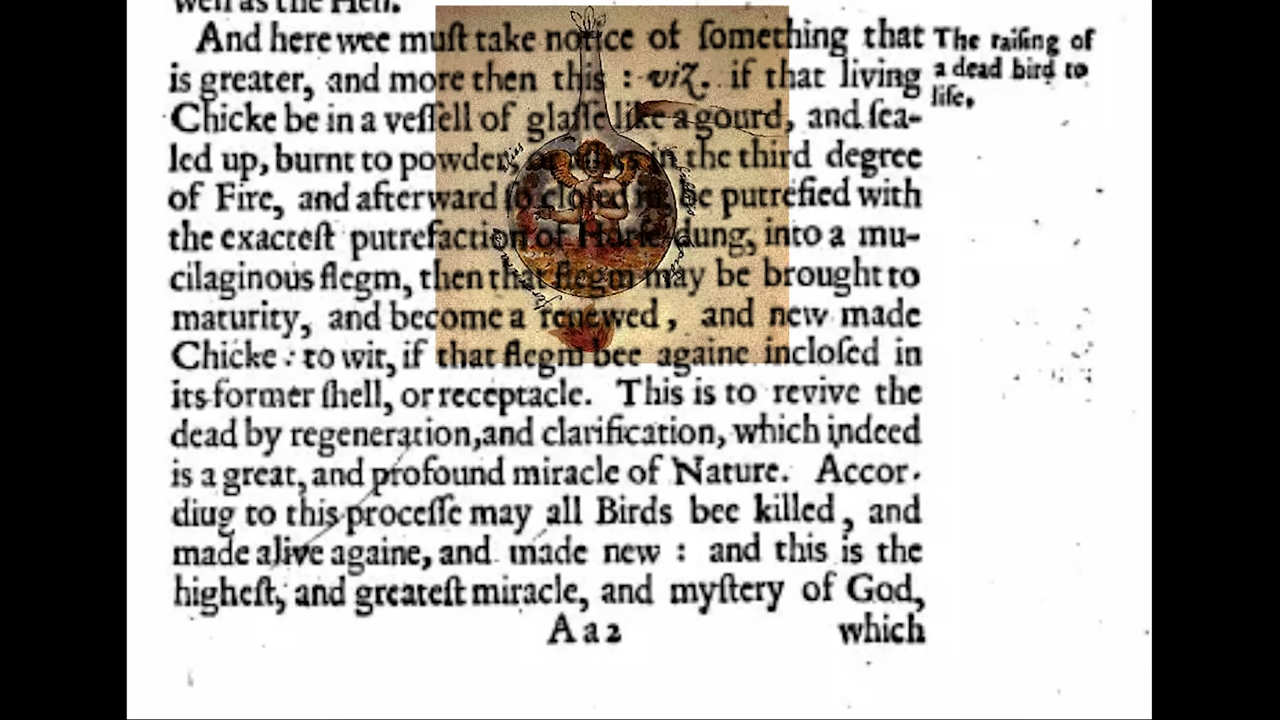 well as the Hen.
And here wee muſt take notice of ſomething that
is greater, and more then this : viz. if that living
Chicke be in a veſſell of glaſſe like a gourd, and ſea-
led up, burnt to powder, or aſhes in the third degree
of Fire, and afterward ſo cloſed in, be putrefied with
the exacteſt putrefaction of Horſe-dung, into a mu-
cilaginous flegm, then that flegm may be brought to
maturity, and become a renewed, and new made
Chicke : to wit, if that flegm bee againe incloſed in
its former ſhell, or receptacle. This is to revive the
dead by regeneration, and clarification, which indeed
is a great, and profound miracle of Nature. Accor-
diug to this proceſſe may all Birds bee killed, and
made alive againe, and made new : and this is the
higheſt, and greateſt miracle, and myſtery of God,
Aa2 which
The raiſing of
a dead bird to
life.